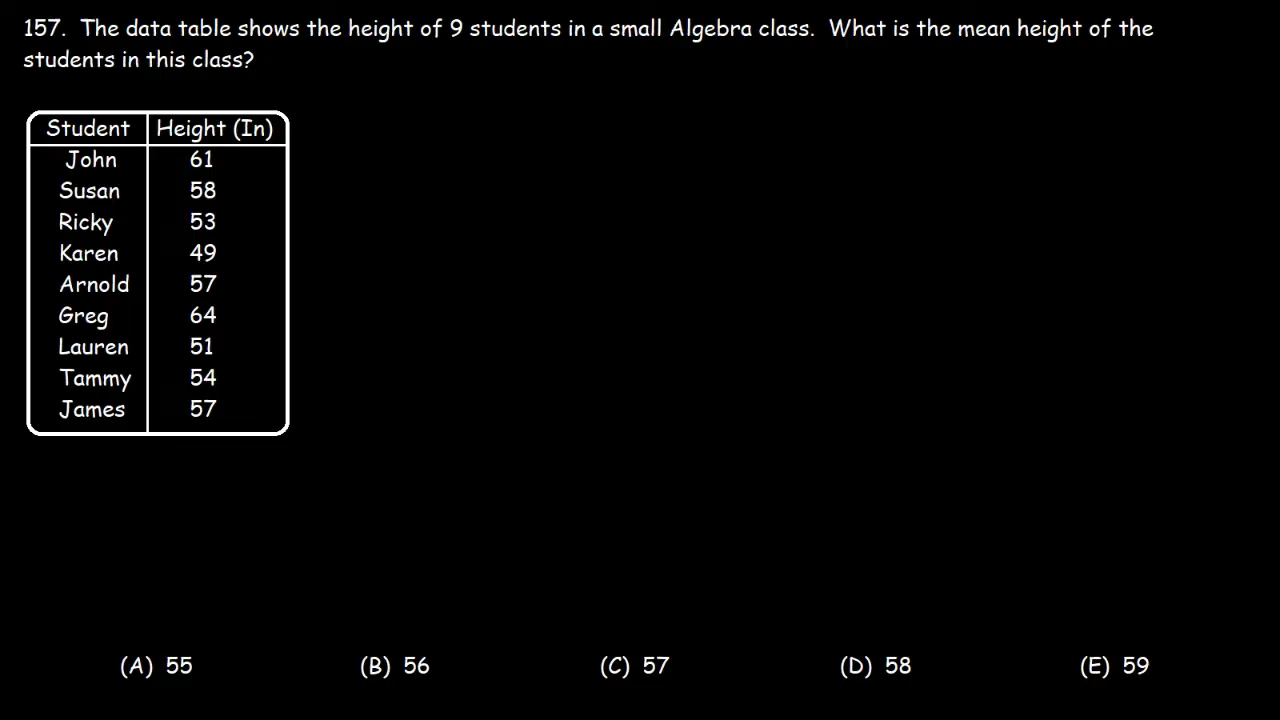 157. The data table shows the height of 9 students in a small Algebra class. What is the mean height of the
students in this class?
Student Height (In)
John 61
Susan 58
Ricky 53
Karen 49
Arnold 57
Greg 64
Lauren 51
Tammy 54
James 57
(A) 55 (B) 56 (C) 57 (D) 58 (E) 59